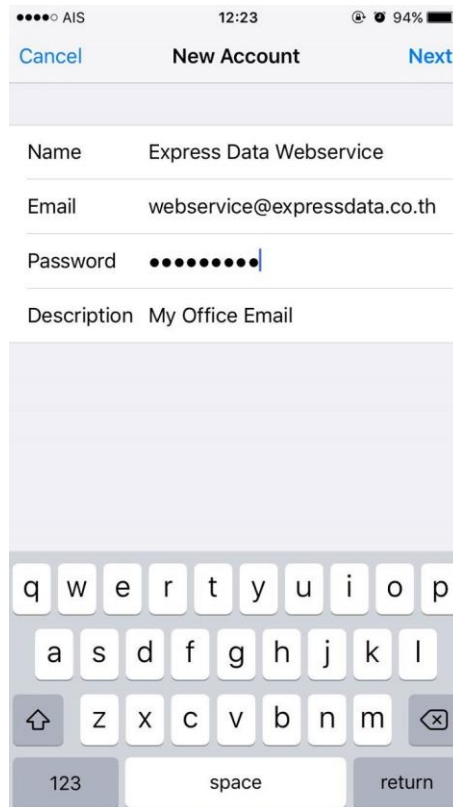 AIS 12:23 94%
Cancel New Account Next
Name Express Data Webservice
Email webservice@expressdata.co.th
Password ●●●●●●●●●
Description My Office Email
q w e r t y u i o p
a s d f g h j k l
z x c v b n m
123 space return